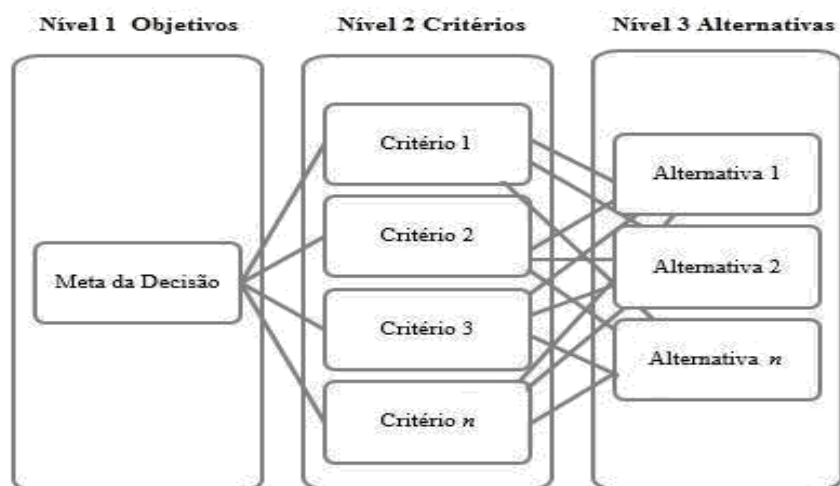 Nível 1 Objetivos
Nível 2 Critérios
Nível 3 Alternativas
Meta da Decisão
Critério 1
Critério 2
Critério 3
Critério n
Alternativa 1
Alternativa 2
Alternativa n